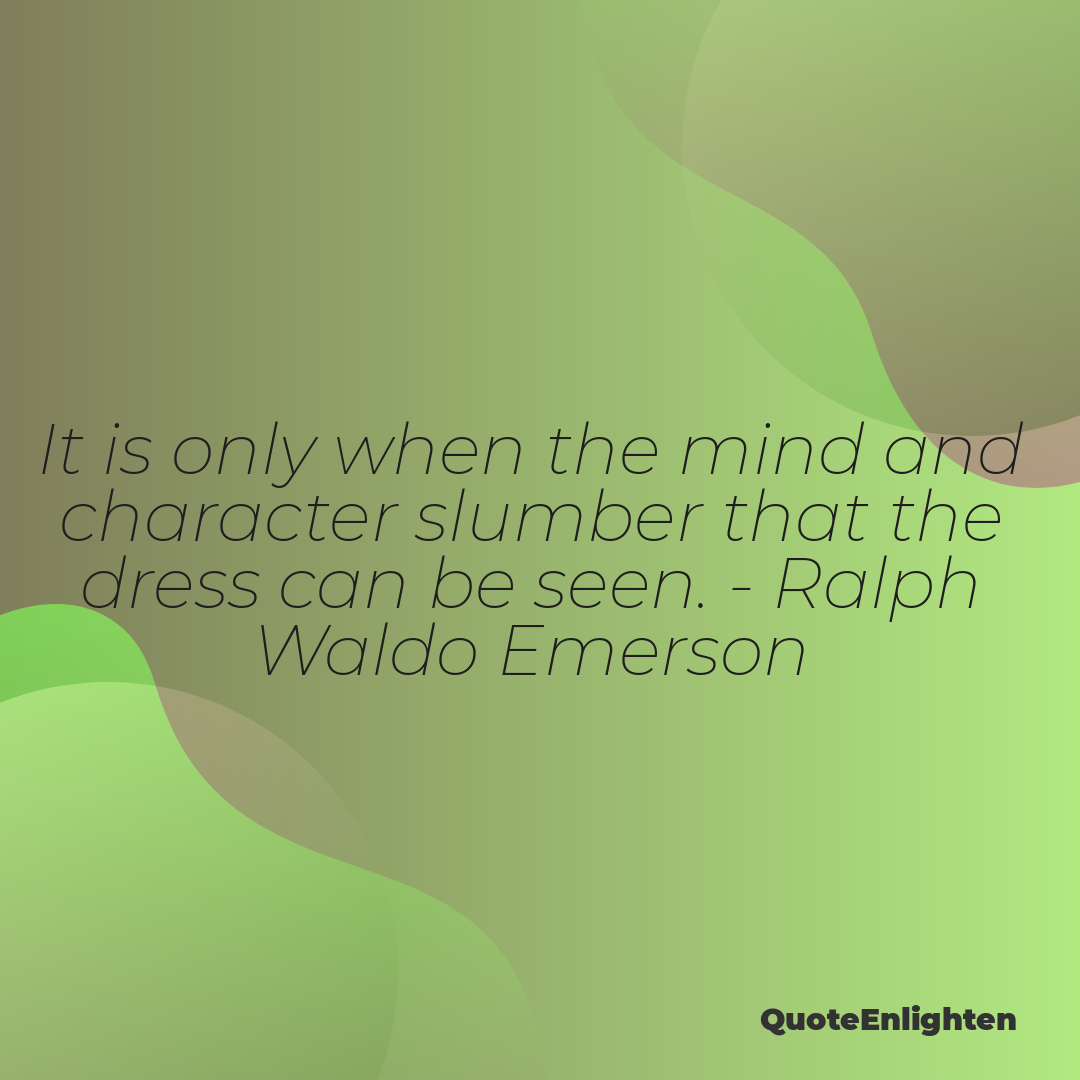 It is only when the mind and
character slumber that the
dress can be seen. - Ralph
Waldo Emerson
QuoteEnlighten